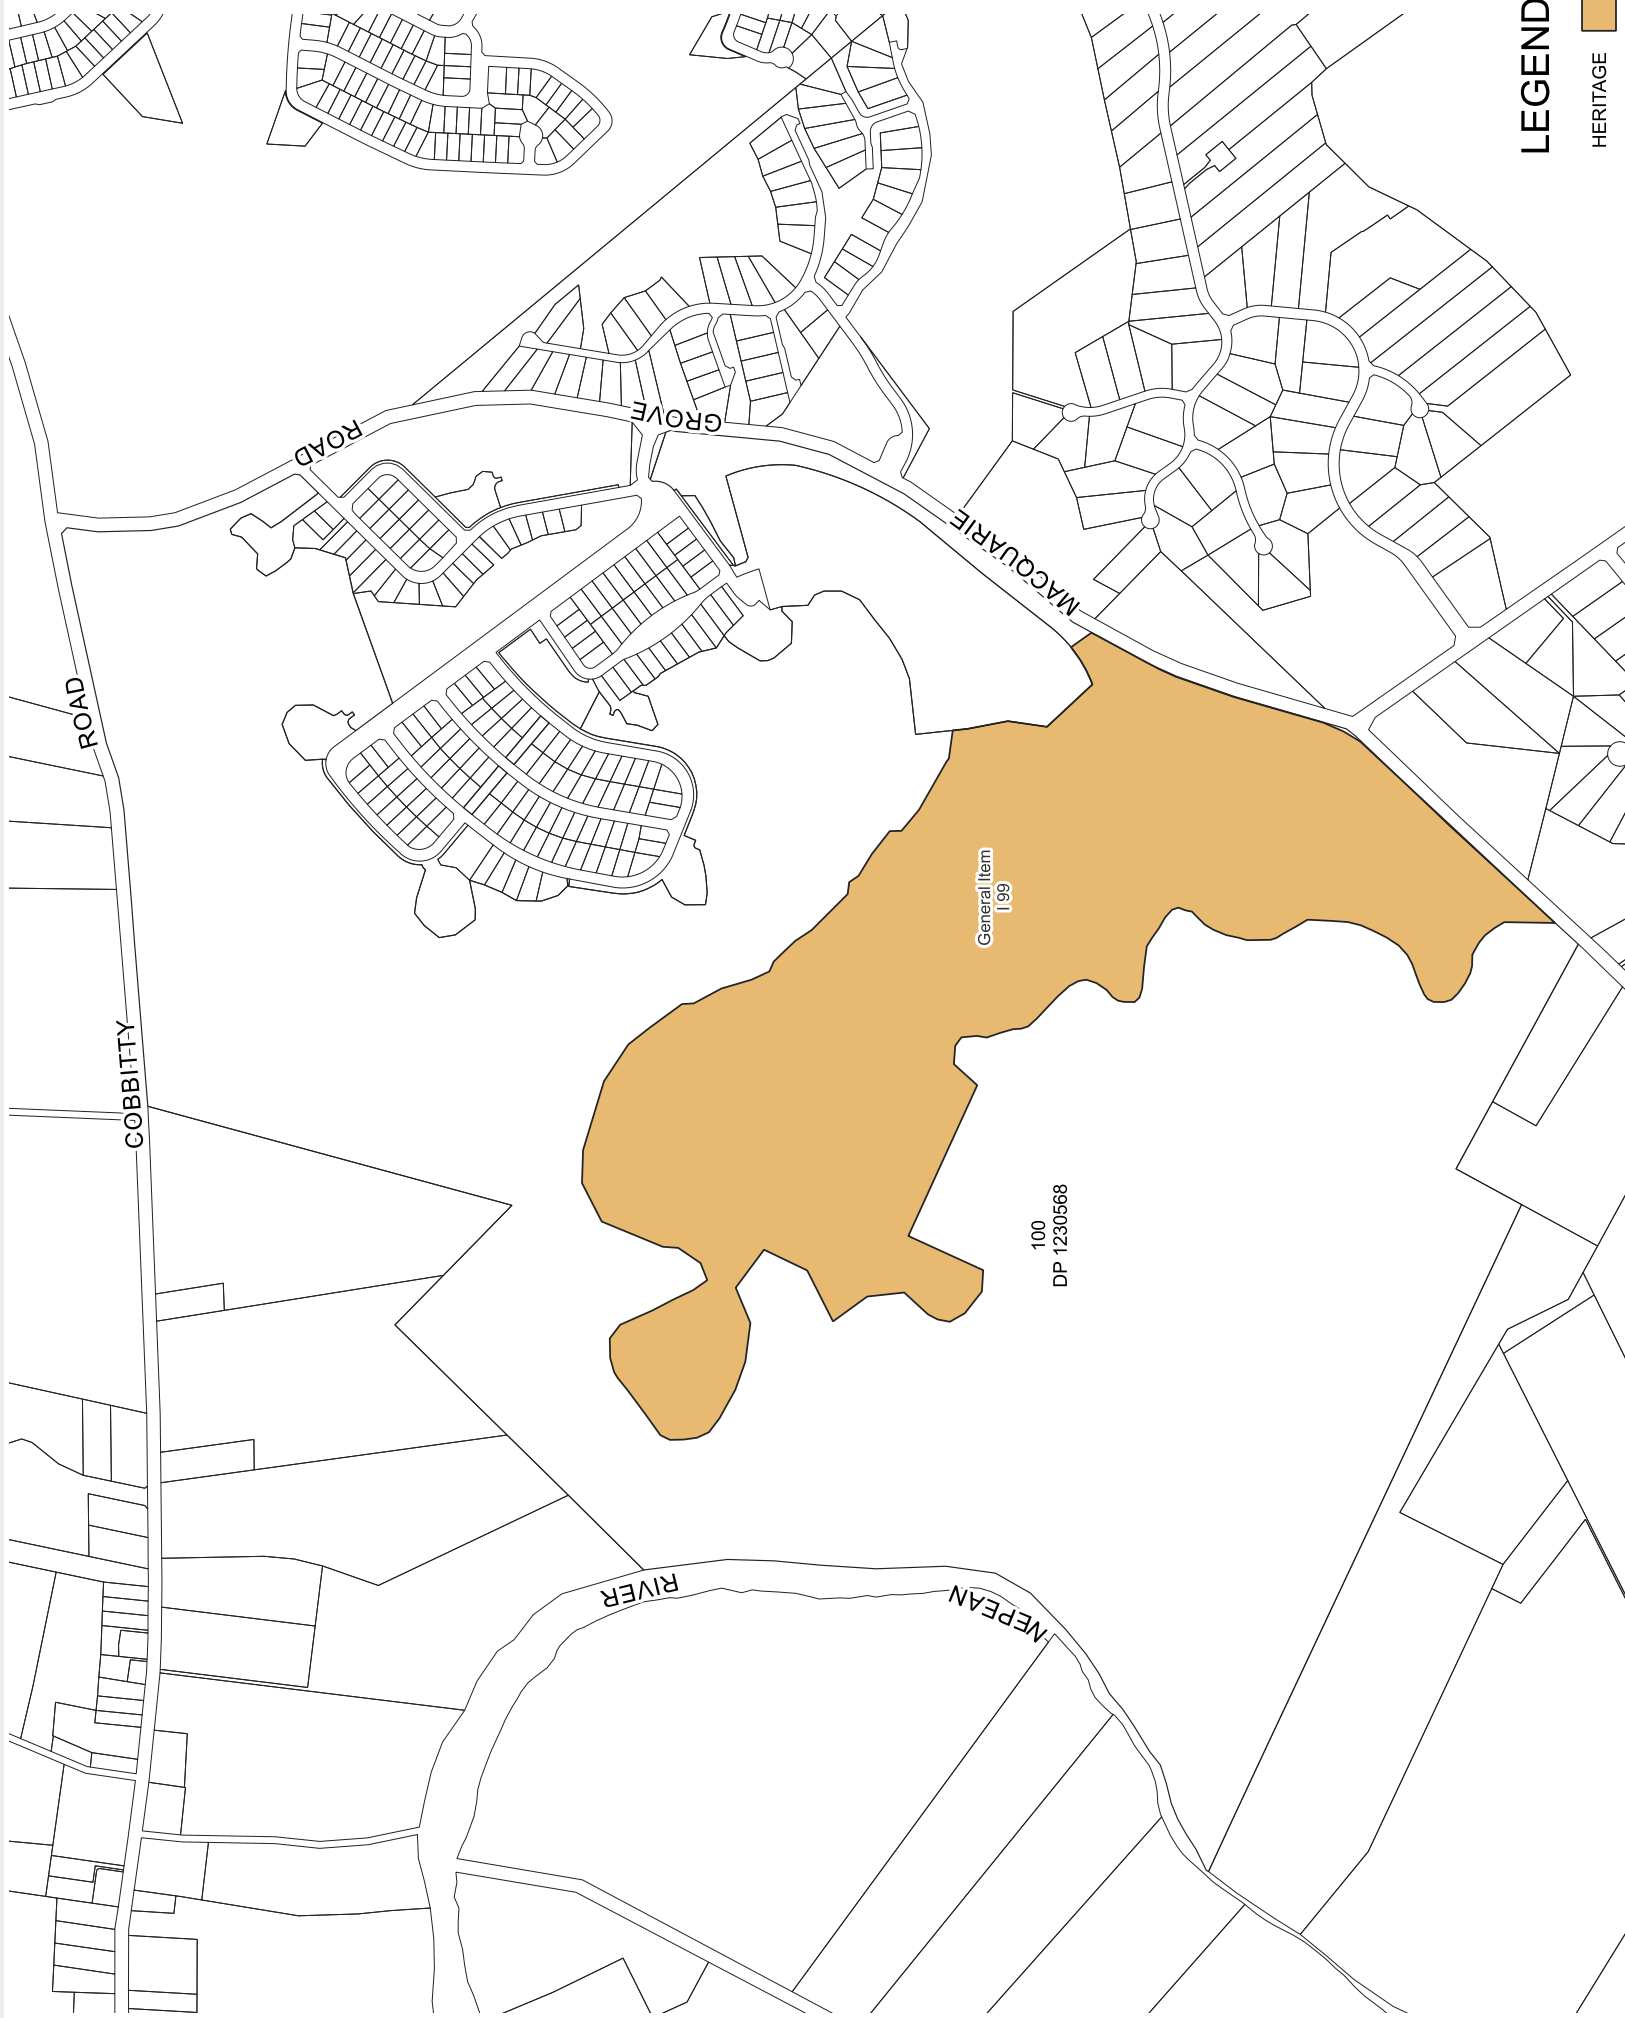 LEGEND
HERITAGE
ROAD
GROVE
MACQUARIE
ROAD
COBBITTY
General Item
I 99
100
DP 1230568
RIVER
NEPEAN